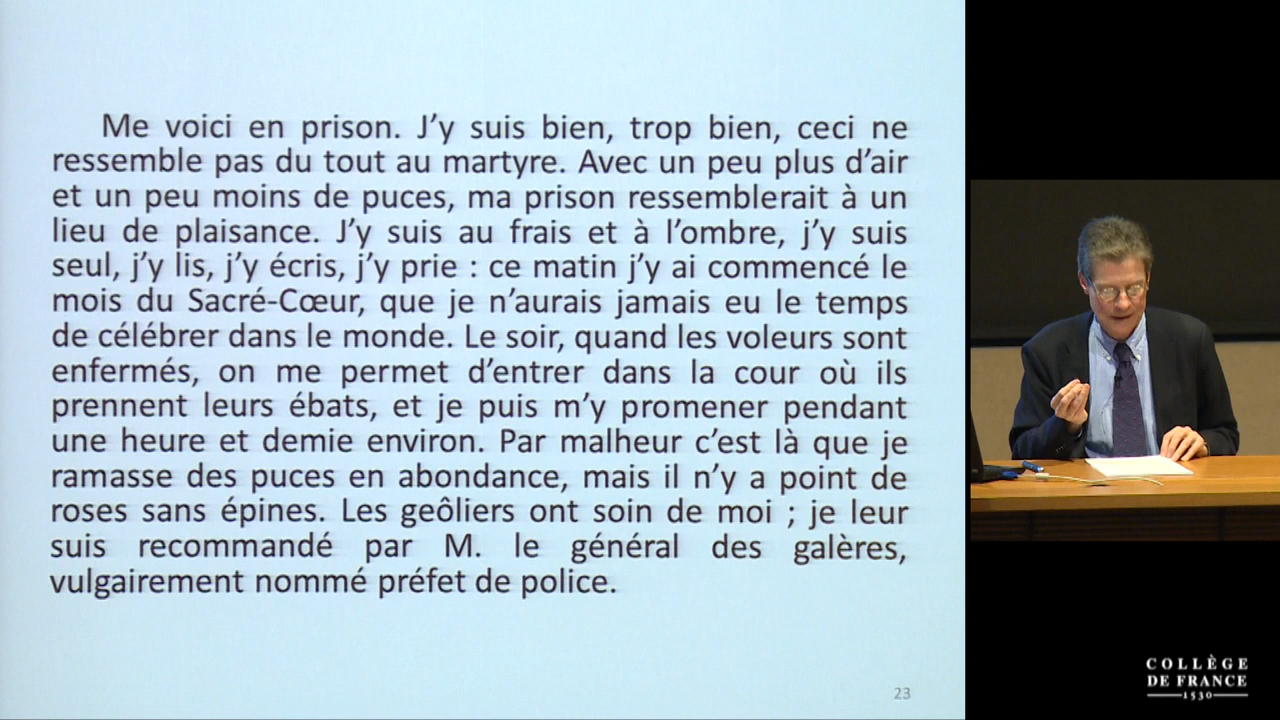 Me voici en prison. J’y suis bien, trop bien, ceci ne
ressemble pas du tout au martyre. Avec un peu plus d’air
et un peu moins de puces, ma prison ressemblerait à un
lieu de plaisance. J’y suis au frais et à l’ombre, j’y suis
seul, j’y lis, j’y écris, j’y prie : ce matin j’y ai commencé le
mois du Sacré-Cœur, que je n’aurais jamais eu le temps
de célébrer dans le monde. Le soir, quand les voleurs sont
enfermés, on me permet d’entrer dans la cour où ils
prennent leurs ébats, et je puis m’y promener pendant
une heure et demie environ. Par malheur c’est là que je
ramasse des puces en abondance, mais il n’y a point de
roses sans épines. Les geôliers ont soin de moi ; je leur
suis recommandé par M. le général des galères,
vulgairement nommé préfet de police.
23
COLLÈGE
DE FRANCE
1530